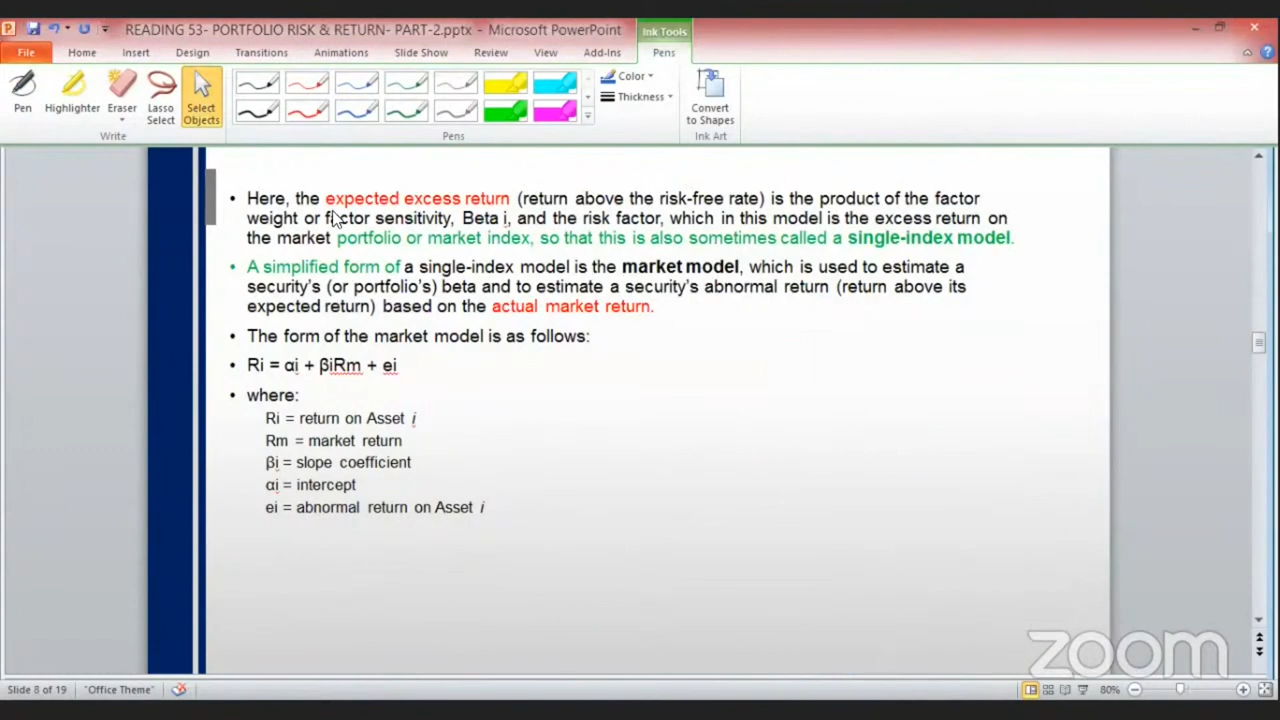 READING 53- PORTFOLIO RISK & RETURN- PART-2.pptx - Microsoft PowerPoint
Ink Tools
File Home Insert Design Transitions Animations Slide Show Review View Add-Ins Pens
Pen Highlighter Eraser Lasso Select Select Objects
Color
Thickness
Convert to Shapes
Write Pens Ink Art
• Here, the expected excess return (return above the risk-free rate) is the product of the factor
weight or factor sensitivity, Beta i, and the risk factor, which in this model is the excess return on
the market portfolio or market index, so that this is also sometimes called a single-index model.
• A simplified form of a single-index model is the market model, which is used to estimate a
security's (or portfolio's) beta and to estimate a security's abnormal return (return above its
expected return) based on the actual market return.
• The form of the market model is as follows:
• Ri = αi + βiRm + ei
• where:
Ri = return on Asset i
Rm = market return
βi = slope coefficient
αi = intercept
ei = abnormal return on Asset i
zoom
Slide 8 of 19 "Office Theme" 80%